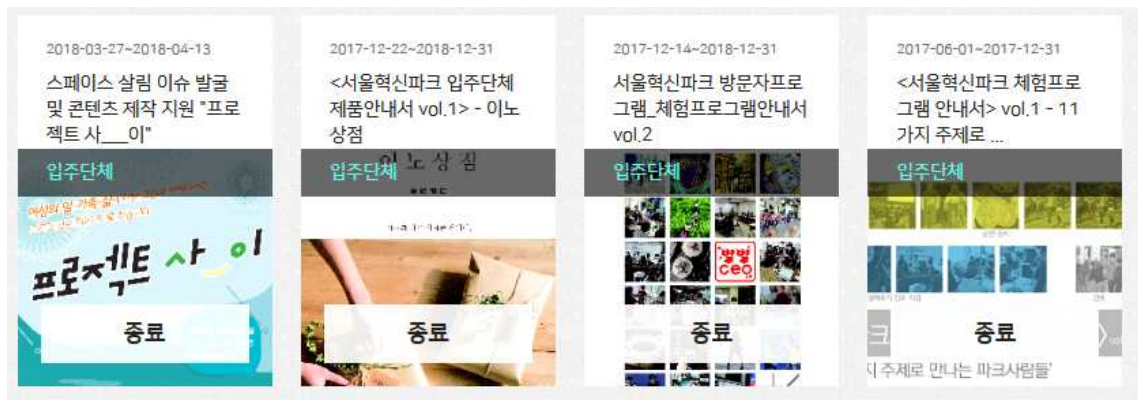 2018-03-27~2018-04-13
스페이스 살림 이슈 발굴
및 콘텐츠 제작 지원 "프로
젝트 사___이"
입주단체
프로젝트 사 이
종료
2017-12-22~2018-12-31
<서울혁신파크 입주단체
제품안내서 vol.1> - 이노
상점
입주단체
이노상점
종료
2017-12-14~2018-12-31
서울혁신파크 방문자프로
그램_체험프로그램안내서
vol.2
입주단체
별별
CEO
종료
2017-06-01~2017-12-31
<서울혁신파크 체험프로
그램 안내서> vol.1 - 11
가지 주제로 ...
입주단체
종료
지 주제로 만나는 파크사람들'